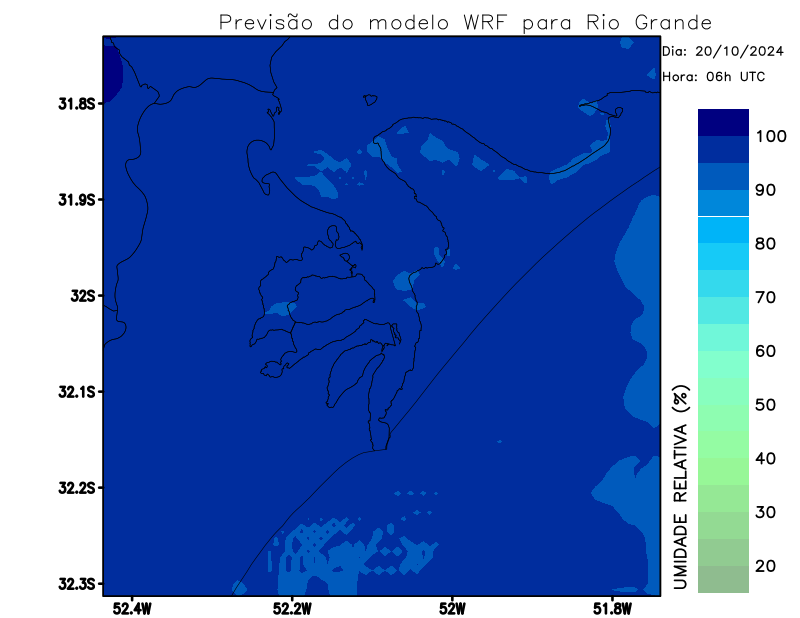 Previsão do modelo WRF para Rio Grande
Dia: 20/10/2024
Hora: 06h UTC
31.8S
31.9S
32S
32.1S
32.2S
32.3S
52.4W
52.2W
52W
51.8W
100
90
80
70
60
50
40
30
20
UMIDADE RELATIVA (%)